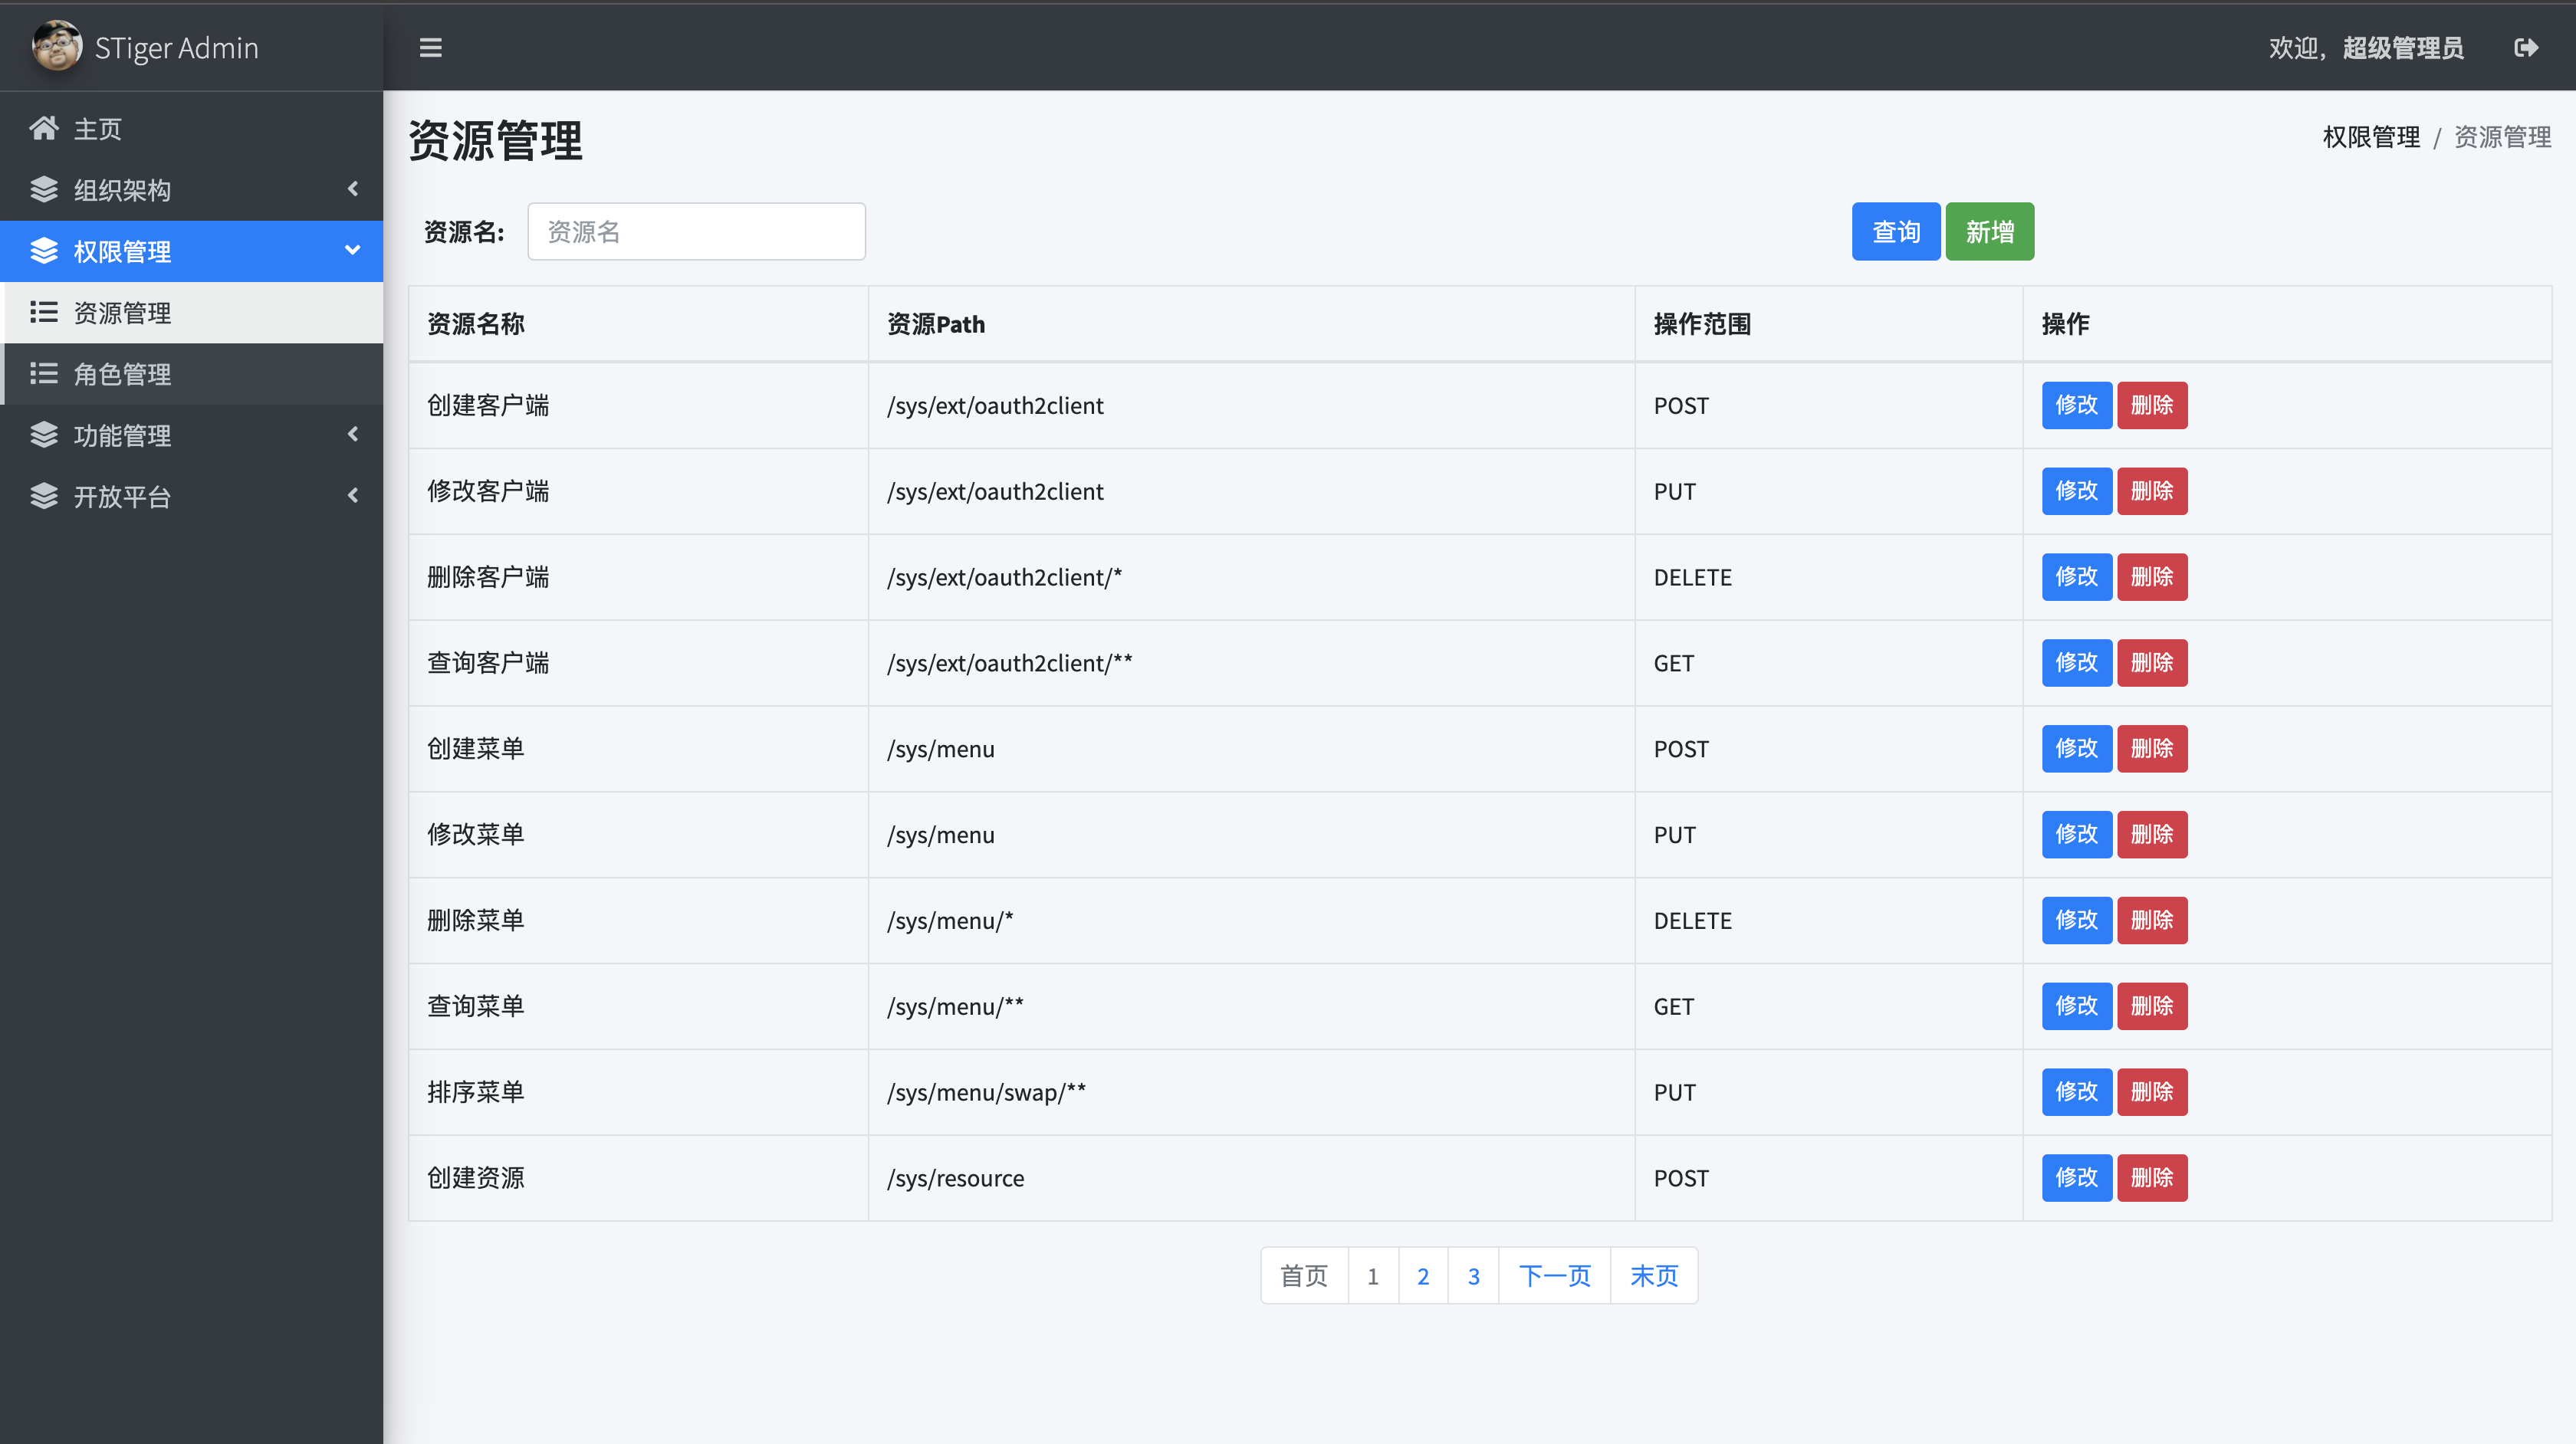 STiger Admin
欢迎，超级管理员
主页
组织架构
权限管理
资源管理
角色管理
功能管理
开放平台
资源管理
权限管理 / 资源管理
资源名: 资源名 查询 新增
资源名称 资源Path 操作范围 操作
创建客户端 /sys/ext/oauth2client POST 修改 删除
修改客户端 /sys/ext/oauth2client PUT 修改 删除
删除客户端 /sys/ext/oauth2client/* DELETE 修改 删除
查询客户端 /sys/ext/oauth2client/** GET 修改 删除
创建菜单 /sys/menu POST 修改 删除
修改菜单 /sys/menu PUT 修改 删除
删除菜单 /sys/menu/* DELETE 修改 删除
查询菜单 /sys/menu/** GET 修改 删除
排序菜单 /sys/menu/swap/** PUT 修改 删除
创建资源 /sys/resource POST 修改 删除
首页 1 2 3 下一页 末页